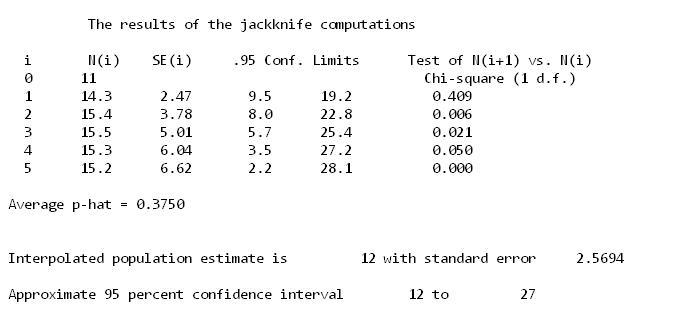 The results of the jackknife computations
i N(i) SE(i) .95 Conf. Limits Test of N(i+1) vs. N(i)
0 11 Chi-square (1 d.f.)
1 14.3 2.47 9.5 19.2 0.409
2 15.4 3.78 8.0 22.8 0.006
3 15.5 5.01 5.7 25.4 0.021
4 15.3 6.04 3.5 27.2 0.050
5 15.2 6.62 2.2 28.1 0.000
Average p-hat = 0.3750
Interpolated population estimate is 12 with standard error 2.5694
Approximate 95 percent confidence interval 12 to 27